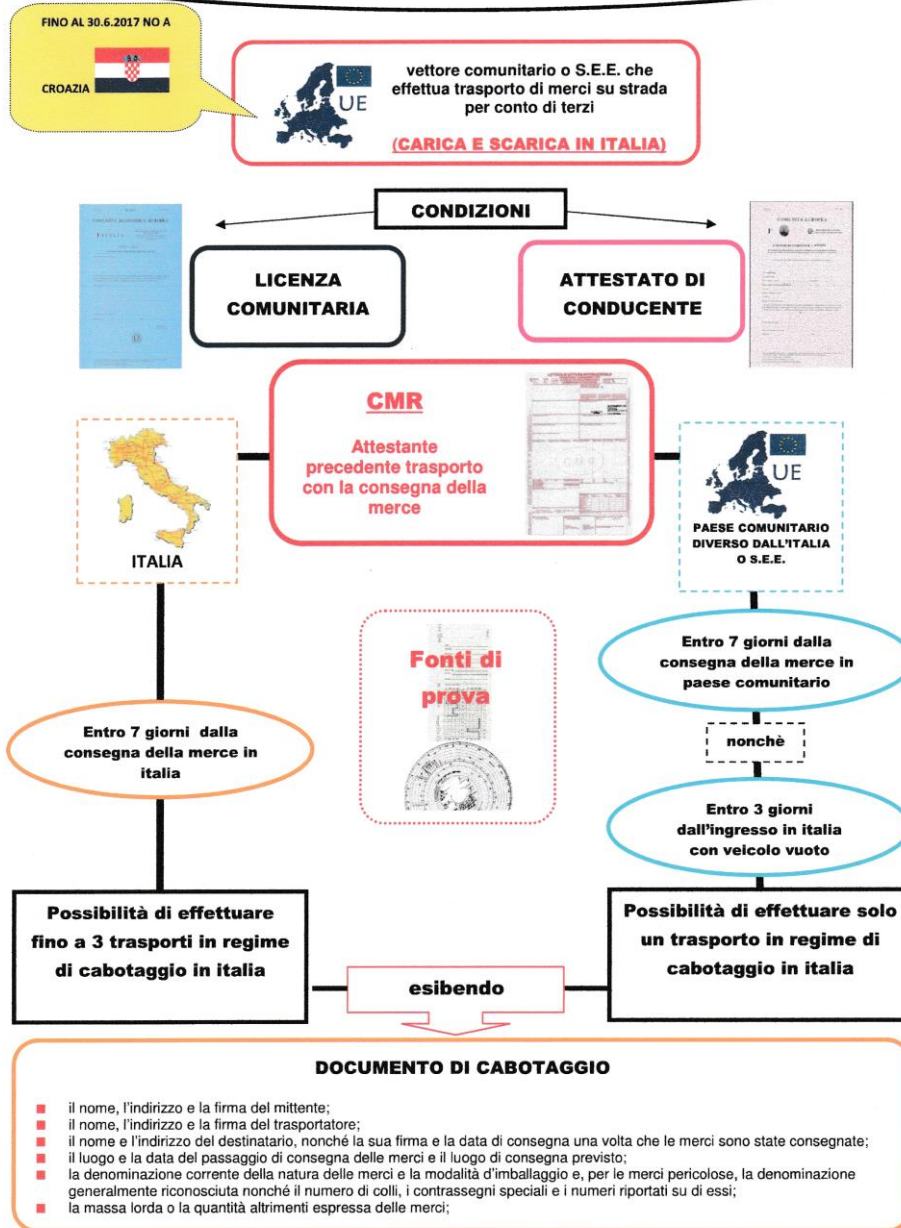 FINO AL 30.6.2017 NO A
CROAZIA
UE
vettore comunitario o S.E.E. che
effettua trasporto di merci su strada
per conto di terzi
(CARICA E SCARICA IN ITALIA)
CONDIZIONI
LICENZA
COMUNITARIA
ATTESTATO DI
CONDUCENTE
CMR
Attestante
precedente trasporto
con la consegna della
merce
ITALIA
UE
PAESE COMUNITARIO
DIVERSO DALL'ITALIA
O S.E.E.
Fonti di
prova
Entro 7 giorni dalla
consegna della merce in
italia
Entro 7 giorni dalla
consegna della merce in
paese comunitario
nonchè
Entro 3 giorni
dall'ingresso in italia
con veicolo vuoto
Possibilità di effettuare
fino a 3 trasporti in regime
di cabotaggio in italia
Possibilità di effettuare solo
un trasporto in regime di
cabotaggio in italia
esibendo
DOCUMENTO DI CABOTAGGIO
il nome, l'indirizzo e la firma del mittente;
il nome, l'indirizzo e la firma del trasportatore;
il nome e l'indirizzo del destinatario, nonché la sua firma e la data di consegna una volta che le merci sono state consegnate;
il luogo e la data del passaggio di consegna delle merci e il luogo di consegna previsto;
la denominazione corrente della natura delle merci e la modalità d'imballaggio e, per le merci pericolose, la denominazione
generalmente riconosciuta nonché il numero di colli, i contrassegni speciali e i numeri riportati su di essi;
la massa lorda o la quantità altrimenti espressa delle merci;